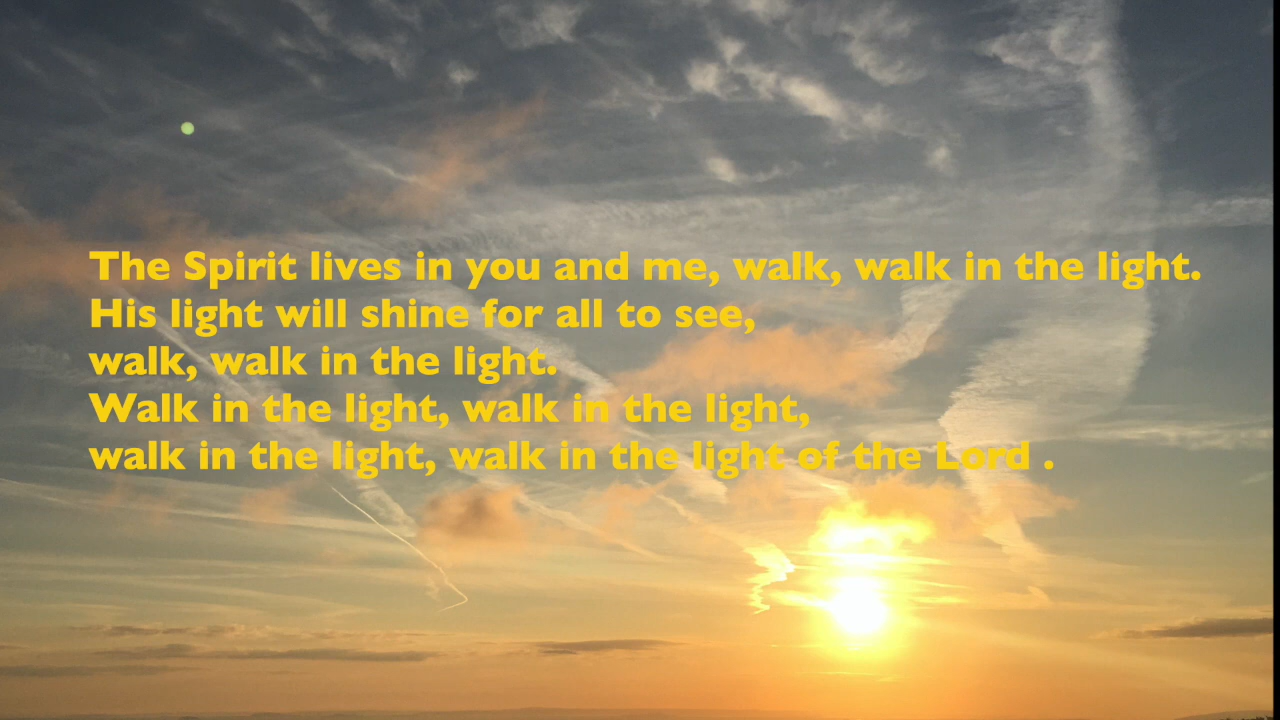 The Spirit lives in you and me, walk, walk in the light.
His light will shine for all to see,
walk, walk in the light.
Walk in the light, walk in the light,
walk in the light, walk in the light of the Lord .